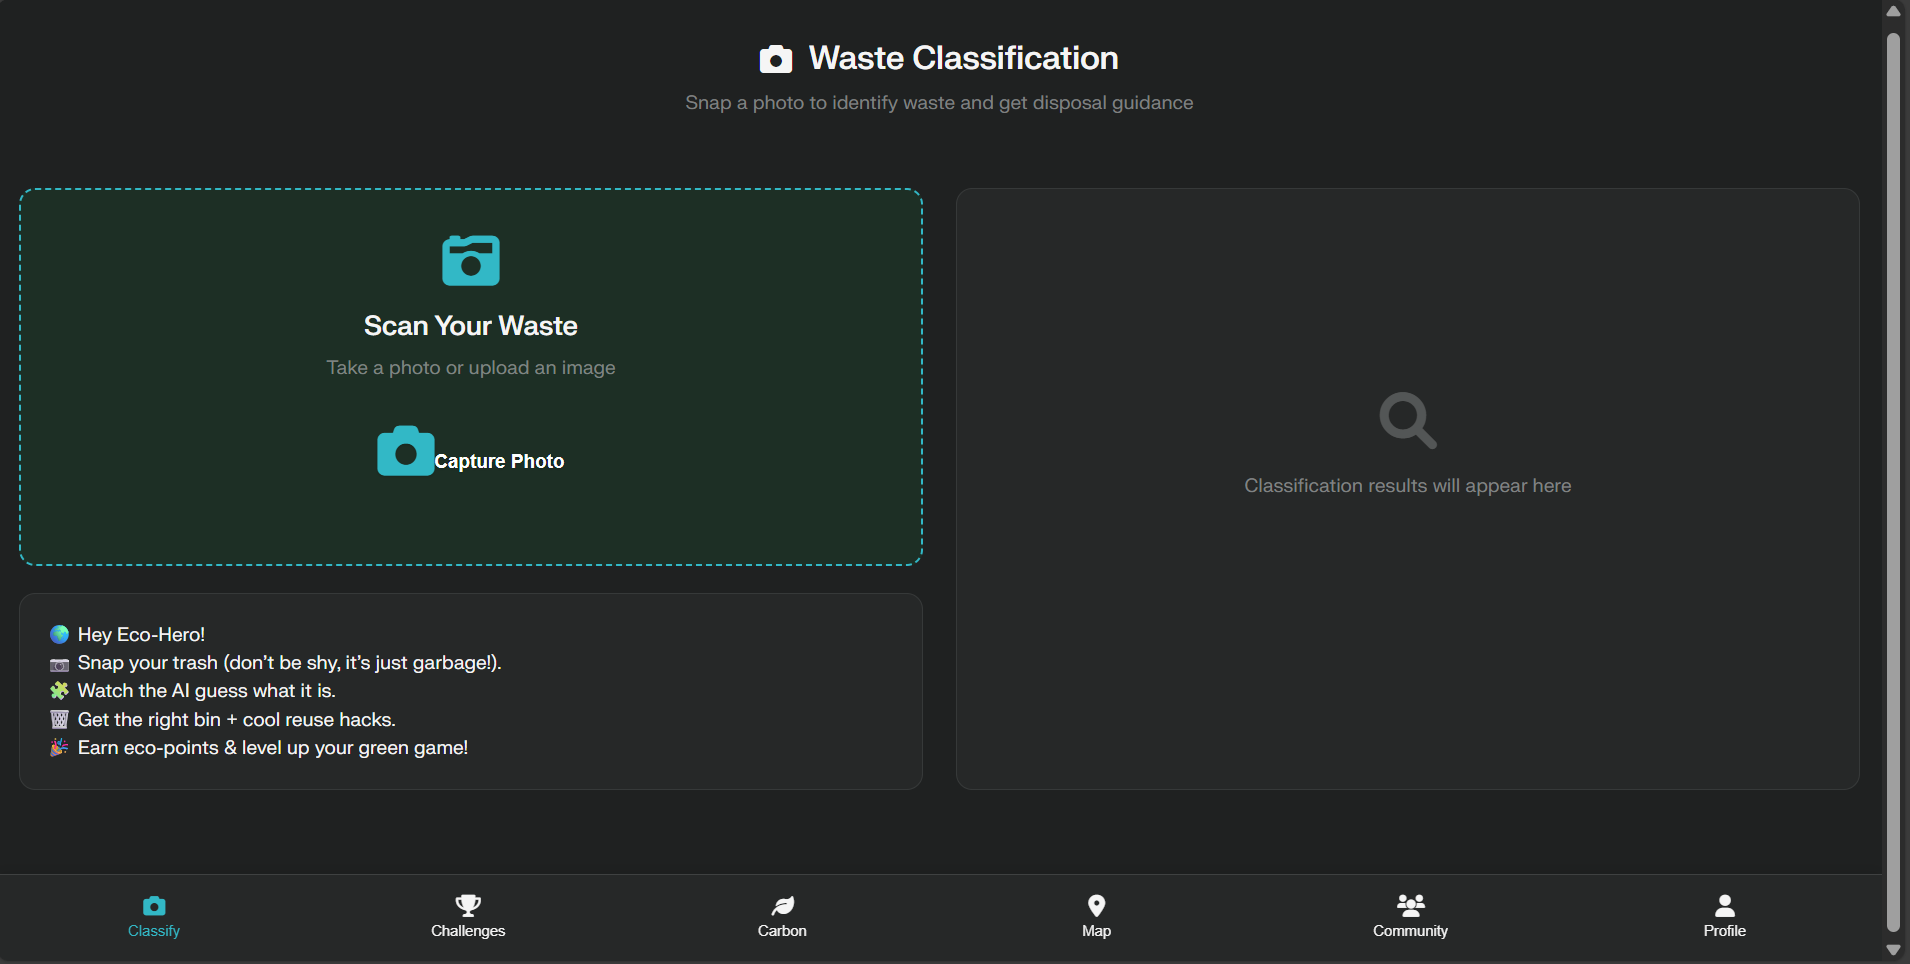 Waste Classification
Snap a photo to identify waste and get disposal guidance
Scan Your Waste
Take a photo or upload an image
Capture Photo
Classification results will appear here
🌍 Hey Eco-Hero!
📷 Snap your trash (don’t be shy, it’s just garbage!).
🧩 Watch the AI guess what it is.
🗑️ Get the right bin + cool reuse hacks.
🎉 Earn eco-points & level up your green game!
Classify
Challenges
Carbon
Map
Community
Profile